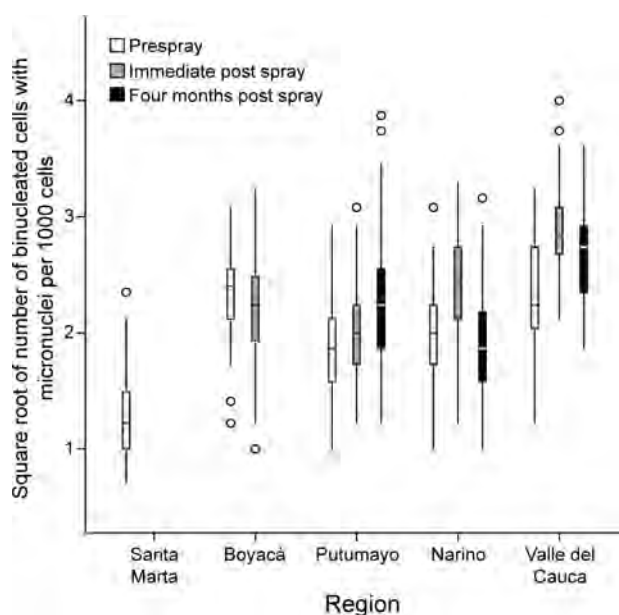 Square root of number of binucleated cells with
micronuclei per 1000 cells
Prespray
Immediate post spray
Four months post spray
4
3
2
1
Santa
Marta
Boyacá
Putumayo
Narino
Valle del
Cauca
Region